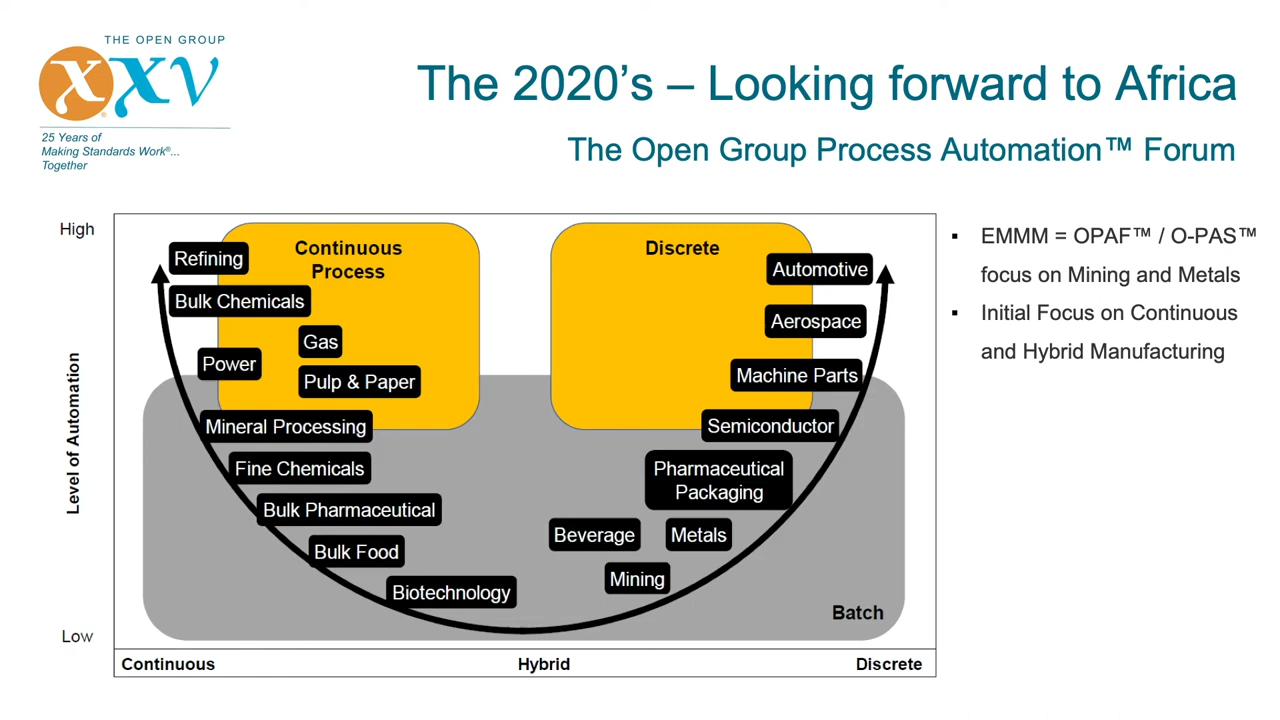 THE OPEN GROUP
XXV
®
25 Years of
Making Standards Work®...
Together
The 2020’s – Looking forward to Africa
The Open Group Process Automation™ Forum
High
Level of Automation
Low
Continuous
Process
Discrete
Refining
Bulk Chemicals
Gas
Power
Pulp & Paper
Mineral Processing
Fine Chemicals
Bulk Pharmaceutical
Bulk Food
Biotechnology
Automotive
Aerospace
Machine Parts
Semiconductor
Pharmaceutical
Packaging
Beverage
Metals
Mining
Batch
Continuous
Hybrid
Discrete
▪ EMMM = OPAF™ / O-PAS™
focus on Mining and Metals
▪ Initial Focus on Continuous
and Hybrid Manufacturing